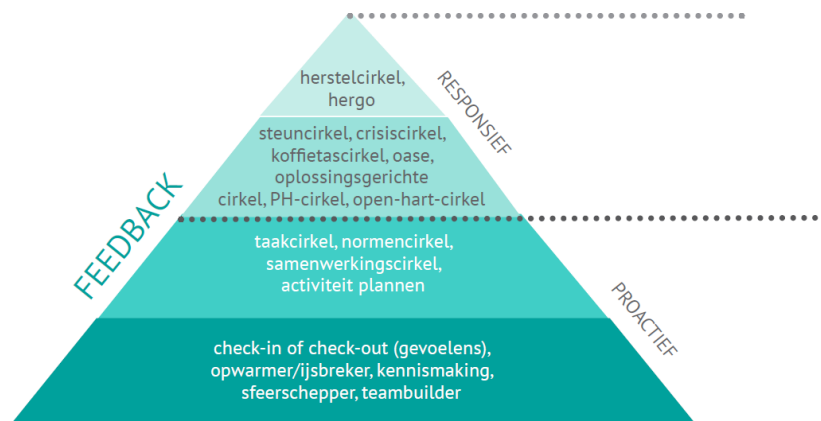 herstelcirkel,
hergo
RESPONSIEF
steuncirkel, crisiscirkel,
koffietascirkel, oase,
oplossingsgerichte
cirkel, PH-cirkel, open-hart-cirkel
FEEDBACK
taakcirkel, normencirkel,
samenwerkingscirkel,
activiteit plannen
PROACTIEF
check-in of check-out (gevoelens),
opwarmer/ijsbreker, kennismaking,
sfeerschepper, teambuilder